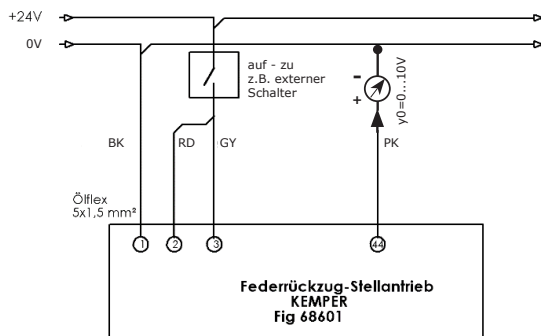 +24V
0V
auf - zu
z.B. externer
Schalter
-
+
y0=0...10V
BK
RD
GY
PK
Ölflex
5x1,5 mm²
1
2
3
44
Federrückzug-Stellantrieb
KEMPER
Fig 68601